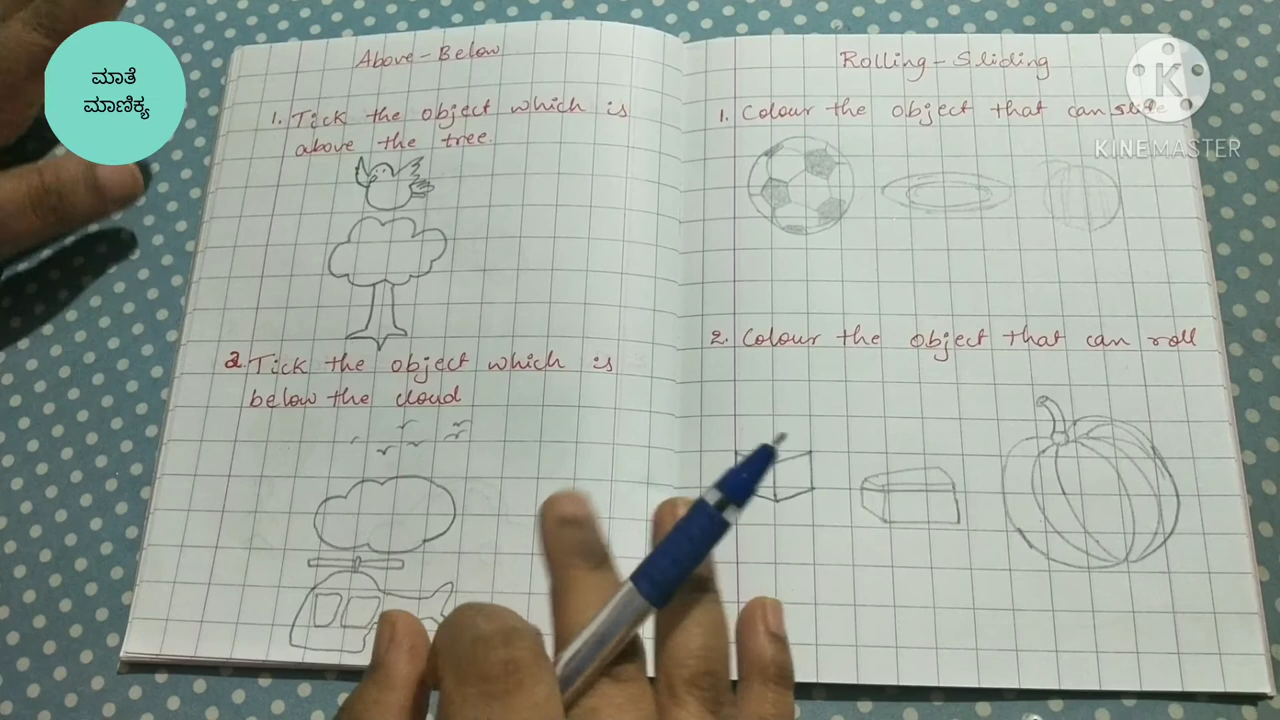 ಮಾತೆ
ಮಾಣಿಕ್ಯ
Above - Below
1. Tick the object which is
above the tree.
2. Tick the object which is
below the cloud
Rolling - Sliding
1. Colour the object that can slide
2. Colour the object that can roll
K
KINEMASTER